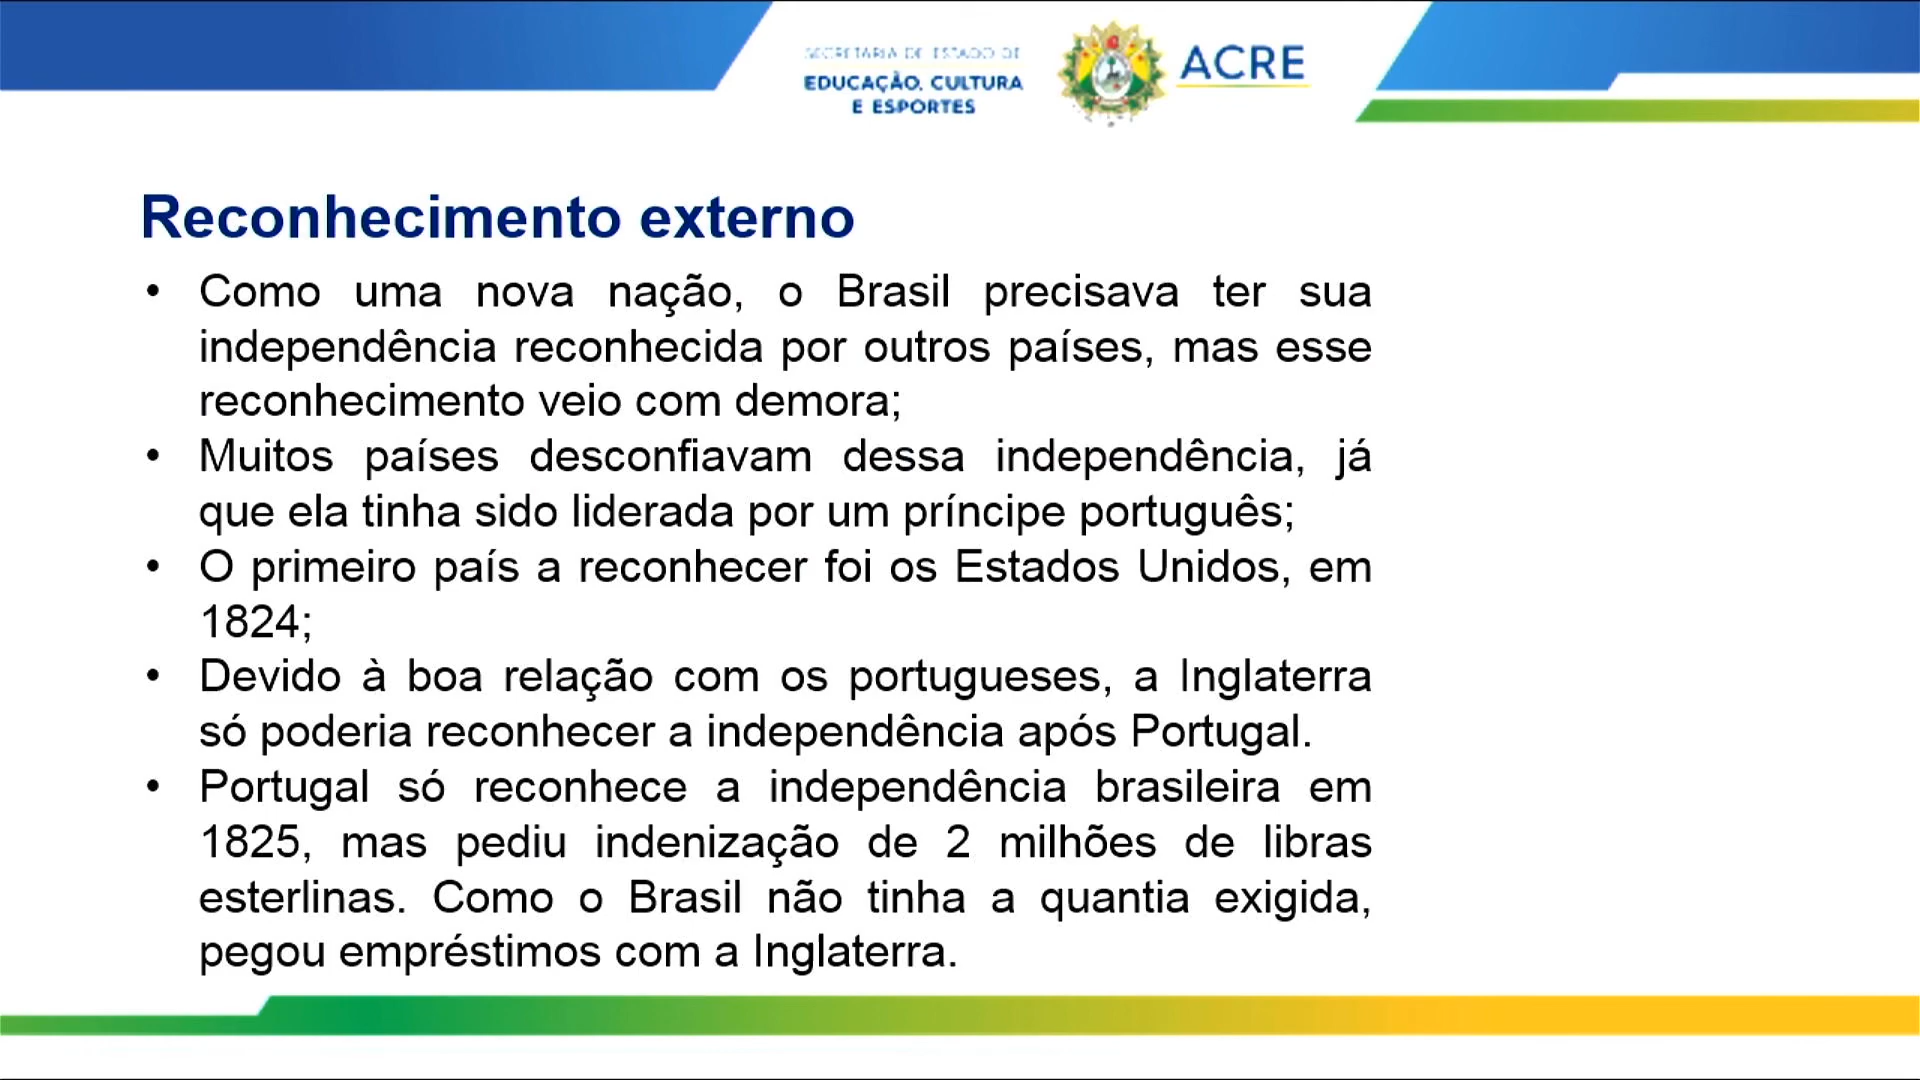 SECRETARIA DE ESTADO DE
EDUCAÇÃO, CULTURA
E ESPORTES
ACRE
Reconhecimento externo
• Como uma nova nação, o Brasil precisava ter sua
independência reconhecida por outros países, mas esse
reconhecimento veio com demora;
• Muitos países desconfiavam dessa independência, já
que ela tinha sido liderada por um príncipe português;
• O primeiro país a reconhecer foi os Estados Unidos, em
1824;
• Devido à boa relação com os portugueses, a Inglaterra
só poderia reconhecer a independência após Portugal.
• Portugal só reconhece a independência brasileira em
1825, mas pediu indenização de 2 milhões de libras
esterlinas. Como o Brasil não tinha a quantia exigida,
pegou empréstimos com a Inglaterra.